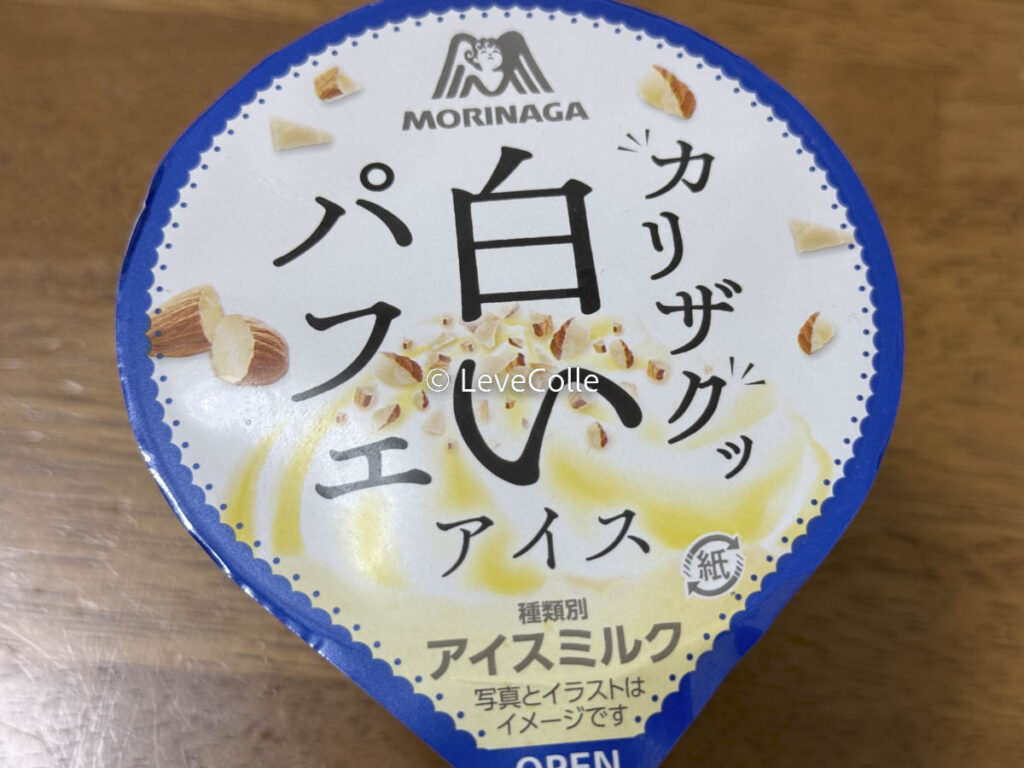 MORINAGA
カリザクッ
白い
パフェ
アイス
紙
種類別
アイスミルク
写真とイラストは
イメージです
OPEN
© LeveColle